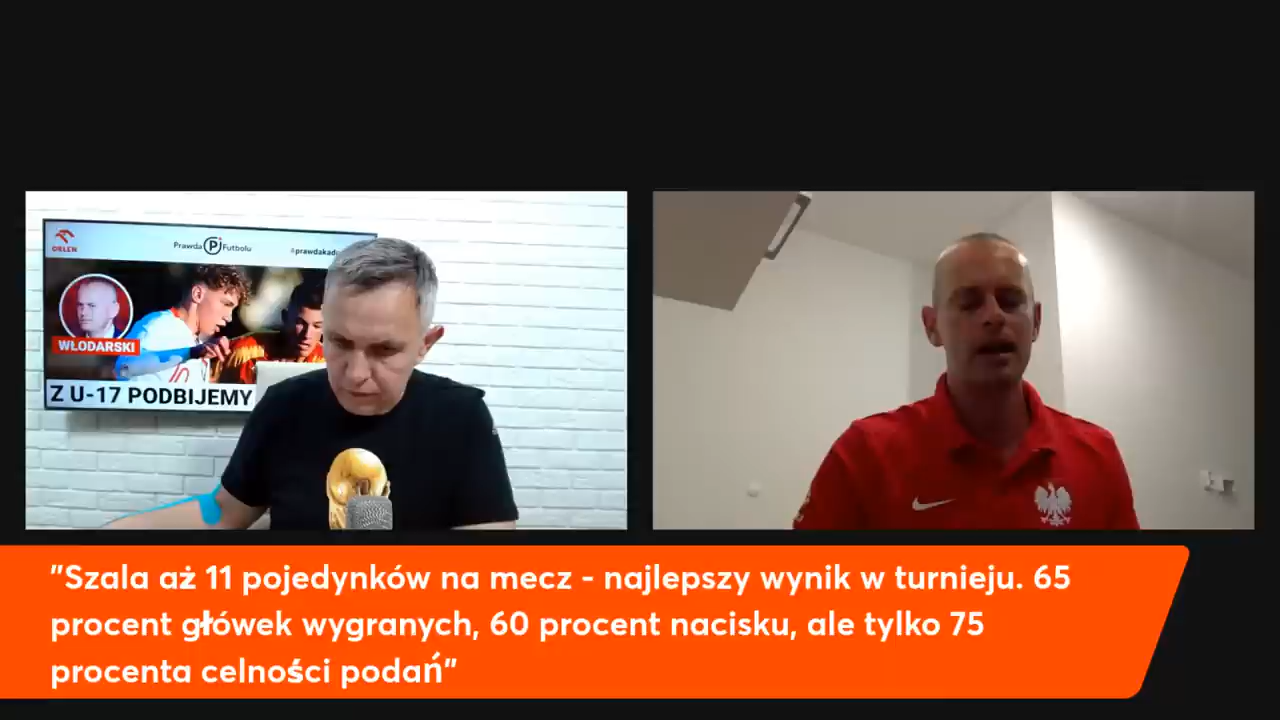 ORLEN
Prawda P Futbolu
#prawdakad
WŁODARSKI
10
Z U-17 PODBIJEMY
"Szala aż 11 pojedynków na mecz - najlepszy wynik w turnieju. 65
procent główek wygranych, 60 procent nacisku, ale tylko 75
procenta celności podań"